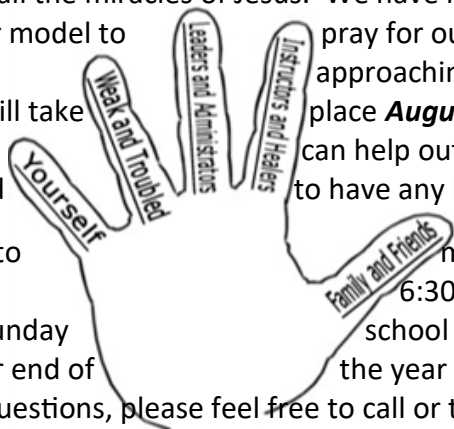 all the miracles of Jesus. We have
r model to pray for ou
approachin
ill take place Augu
can help out
to have any
to
6:30
unday school
r end of the year
uestions, please feel free to call or t
Yourself
Weak and Troubled
Leaders and Administrators
Instructors and Healers
Family and Friends